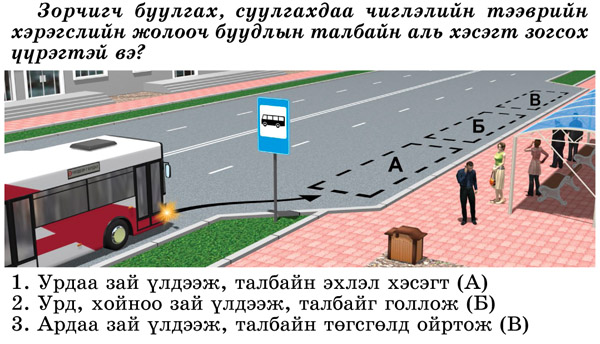 Зорчигч буулгах, суулгахдаа чиглэлийн тээврийн
хэрэгслийн жолооч буудлын талбайн аль хэсэгт зогсох
үүрэгтэй вэ?
В
Б
А
1. Урдаа зай үлдээж, талбайн эхлэл хэсэгт (А)
2. Урд, хойноо зай үлдээж, талбайг голлож (Б)
3. Ардаа зай үлдээж, талбайн төгсгөлд ойртож (В)